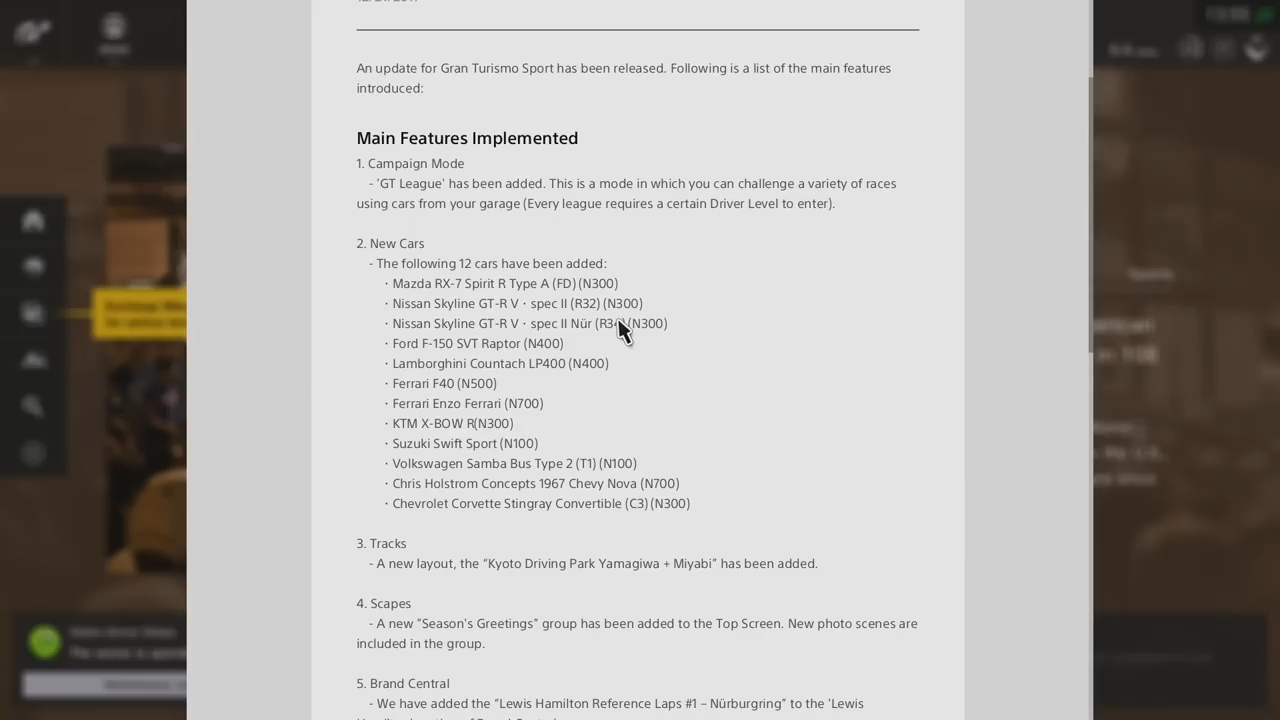 An update for Gran Turismo Sport has been released. Following is a list of the main features
introduced:
Main Features Implemented
1. Campaign Mode
- 'GT League' has been added. This is a mode in which you can challenge a variety of races
using cars from your garage (Every league requires a certain Driver Level to enter).
2. New Cars
- The following 12 cars have been added:
・Mazda RX-7 Spirit R Type A (FD) (N300)
・Nissan Skyline GT-R V・spec II (R32) (N300)
・Nissan Skyline GT-R V・spec II Nür (R34) (N300)
・Ford F-150 SVT Raptor (N400)
・Lamborghini Countach LP400 (N400)
・Ferrari F40 (N500)
・Ferrari Enzo Ferrari (N700)
・KTM X-BOW R(N300)
・Suzuki Swift Sport (N100)
・Volkswagen Samba Bus Type 2 (T1) (N100)
・Chris Holstrom Concepts 1967 Chevy Nova (N700)
・Chevrolet Corvette Stingray Convertible (C3) (N300)
3. Tracks
- A new layout, the “Kyoto Driving Park Yamagiwa + Miyabi” has been added.
4. Scapes
- A new “Season's Greetings” group has been added to the Top Screen. New photo scenes are
included in the group.
5. Brand Central
- We have added the “Lewis Hamilton Reference Laps #1 – Nürburgring” to the 'Lewis